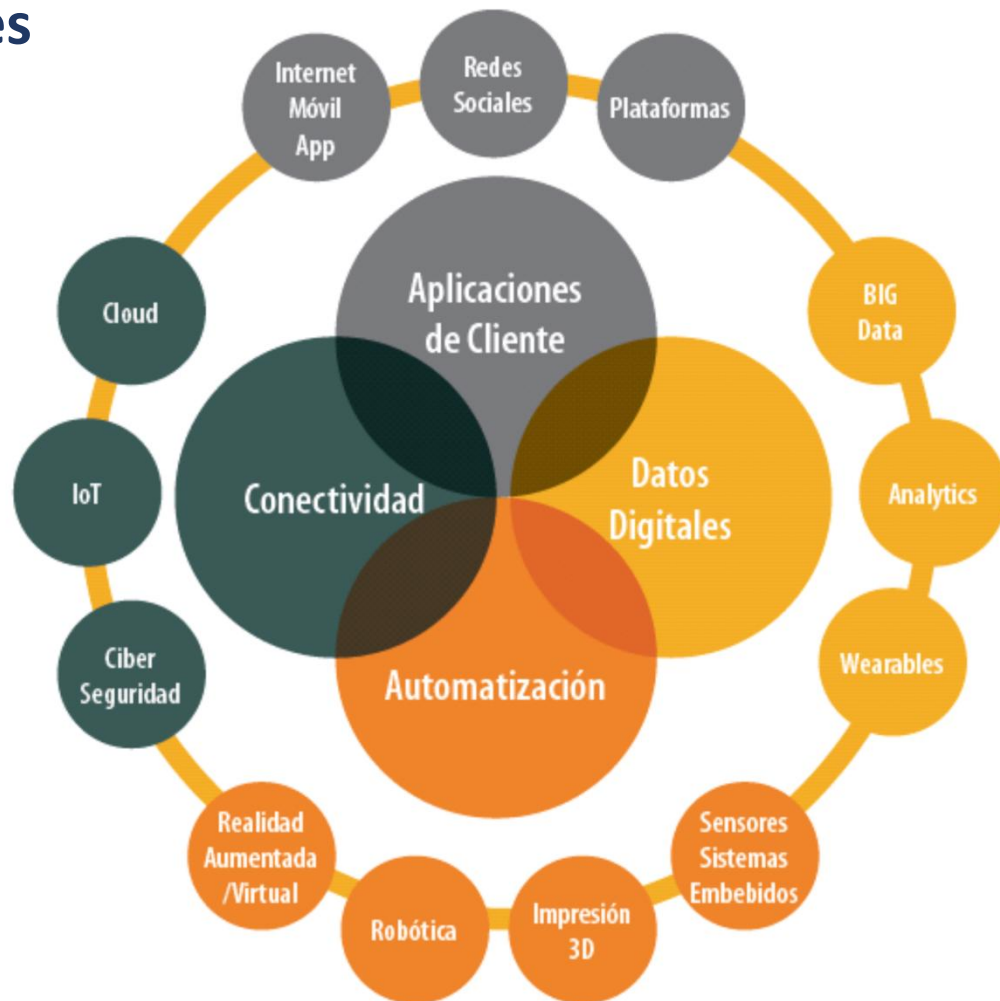 es
Internet
Móvil
App
Redes
Sociales
Plataformas
Aplicaciones
de Cliente
Cloud
BIG
Data
Conectividad
Datos
Digitales
IoT
Analytics
Ciber
Seguridad
Automatización
Wearables
Realidad
Aumentada
/Virtual
Robótica
Impresión
3D
Sensores
Sistemas
Embebidos